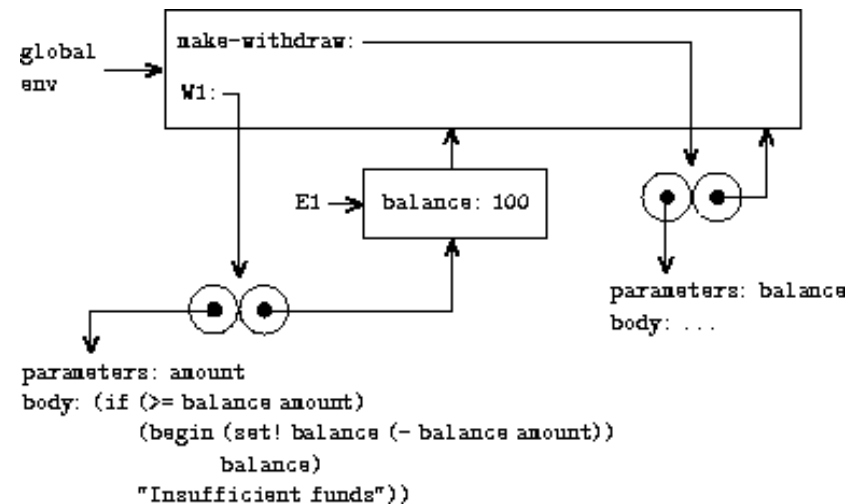 make-withdraw:
global
env
W1:
E1
balance: 100
parameters: balance
body: ...
parameters: amount
body: (if (>= balance amount)
(begin (set! balance (- balance amount))
balance)
"Insufficient funds"))